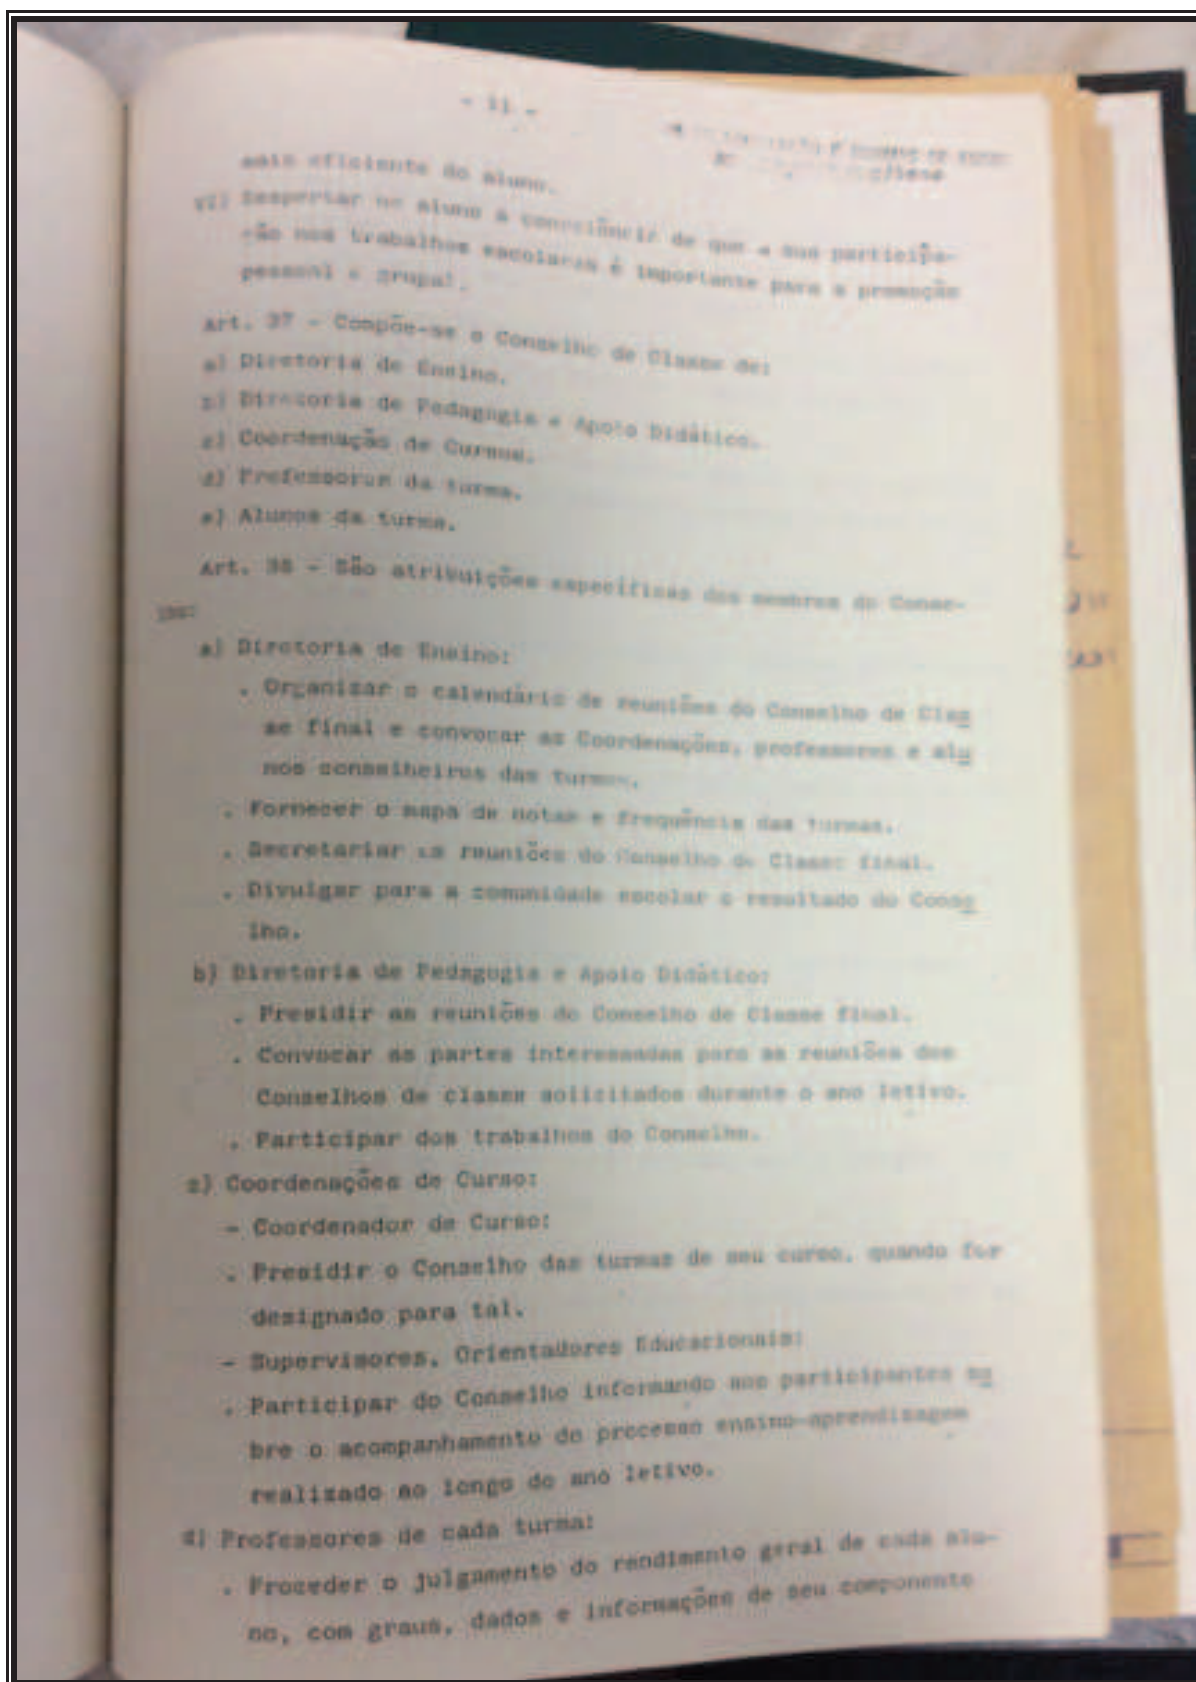 - 11 -
mais eficiente do aluno.
VII) Despertar no aluno a consciência de que a sua participa-
ção nos trabalhos escolares é importante para a promoção
pessoal e grupal.
Art. 37 - Compõe-se o Conselho de Classe de:
a) Diretoria de Ensino.
b) Diretoria de Pedagogia e Apoio Didático.
c) Coordenação de Cursos.
d) Professores da turma.
e) Alunos da turma.
Art. 38 - São atribuições específicas dos membros do Conse-
lho:
a) Diretoria de Ensino:
. Organizar o calendário de reuniões do Conselho de Clas
se final e convocar as Coordenações, professores e alu
nos conselheiros das turmas.
. Fornecer o mapa de notas e frequência das turmas.
. Secretariar as reuniões do Conselho de Classe final.
. Divulgar para a comunidade escolar o resultado do Conse
lho.
b) Diretoria de Pedagogia e Apoio Didático:
. Presidir as reuniões do Conselho de Classe final.
. Convocar as partes interessadas para as reuniões dos
Conselhos de classe solicitados durante o ano letivo.
. Participar dos trabalhos do Conselho.
c) Coordenações de Curso:
- Coordenador de Curso:
. Presidir o Conselho das turmas de seu curso, quando for
designado para tal.
- Supervisores, Orientadores Educacionais:
. Participar do Conselho informando aos participantes so
bre o acompanhamento do processo ensino-aprendizagem
realizado ao longo do ano letivo.
d) Professores de cada turma:
. Proceder o julgamento do rendimento geral de cada alu-
no, com graus, dados e informações de seu componente